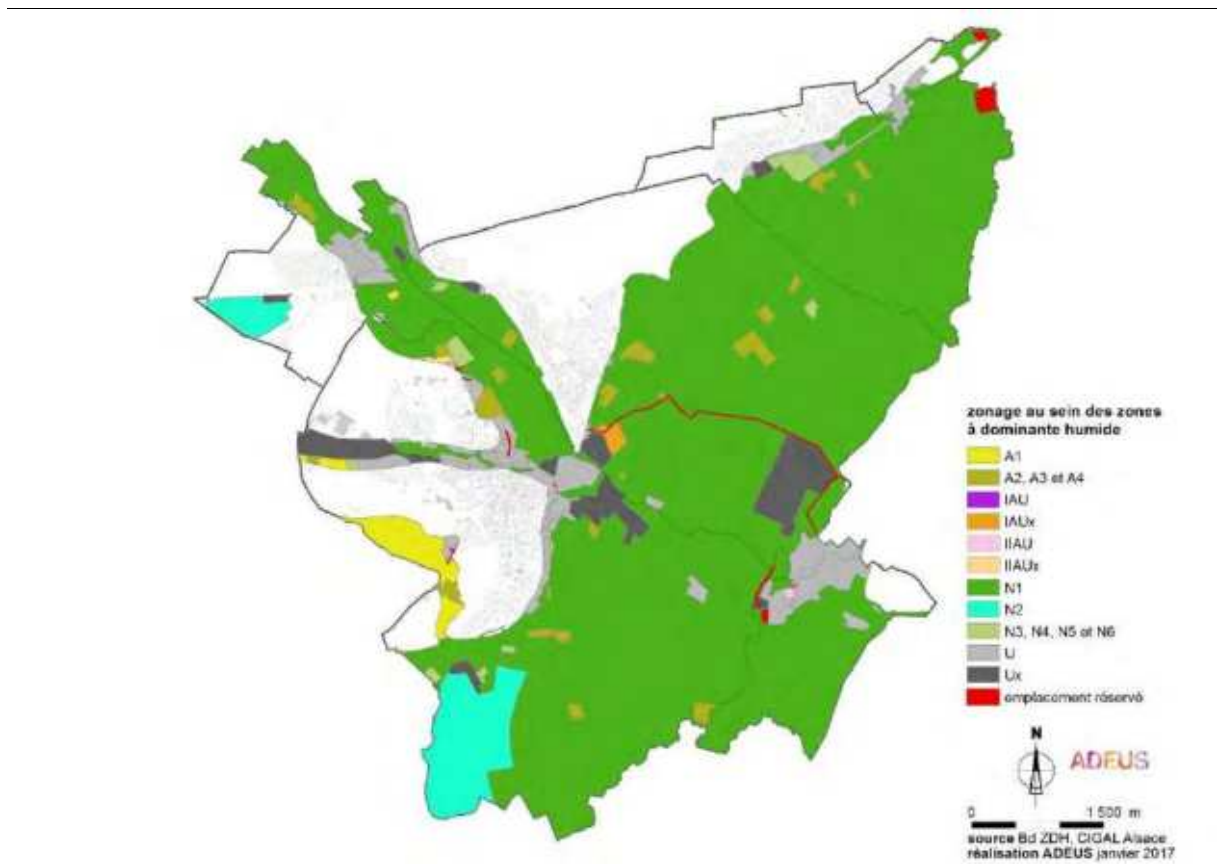 zonage au sein des zones
à dominante humide
A1
A2, A3 et A4
IAU
IAUx
IIAU
IIAUx
N1
N2
N3, N4, N5 et N6
U
Ux
emplacement réservé
N
ADEUS
0 1 500 m
source Bd ZDH, CIGAL Alsace
réalisation ADEUS janvier 2017